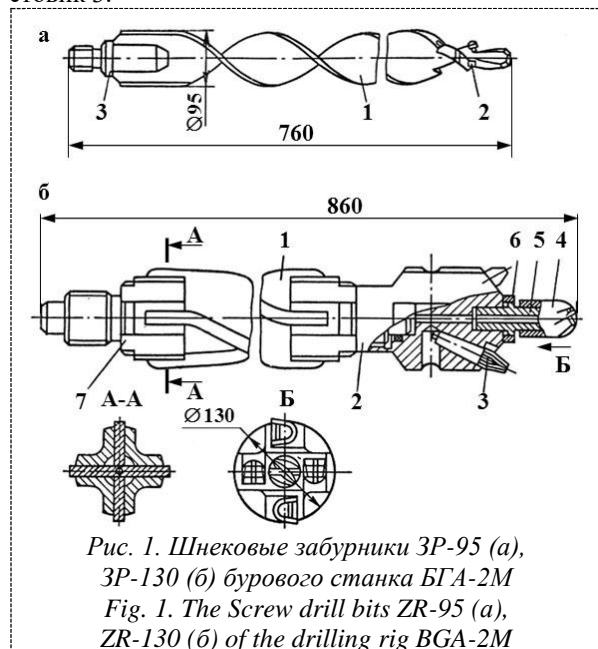 стовик 3.
а
3
Ø95
1
2
760
б
860
А
1
6 5 4
Б
А
7
2
3
А-А
Б
Ø130
Рис. 1. Шнековые забурники ЗР-95 (а),
ЗР-130 (б) бурового станка БГА-2М
Fig. 1. The Screw drill bits ZR-95 (a),
ZR-130 (б) of the drilling rig BGA-2M